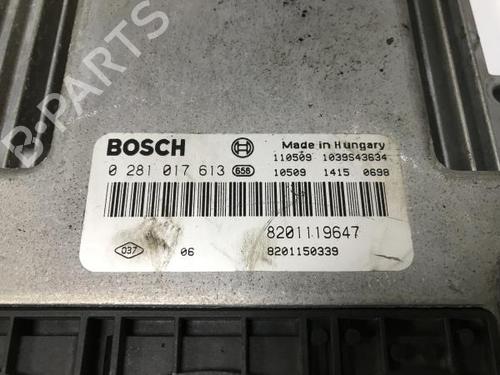 B-PARTS
BOSCH
Made in Hungary
110509 1039S43634
0 281 017 613 656
10509 1415 0698
8201119647
037 06 8201150339